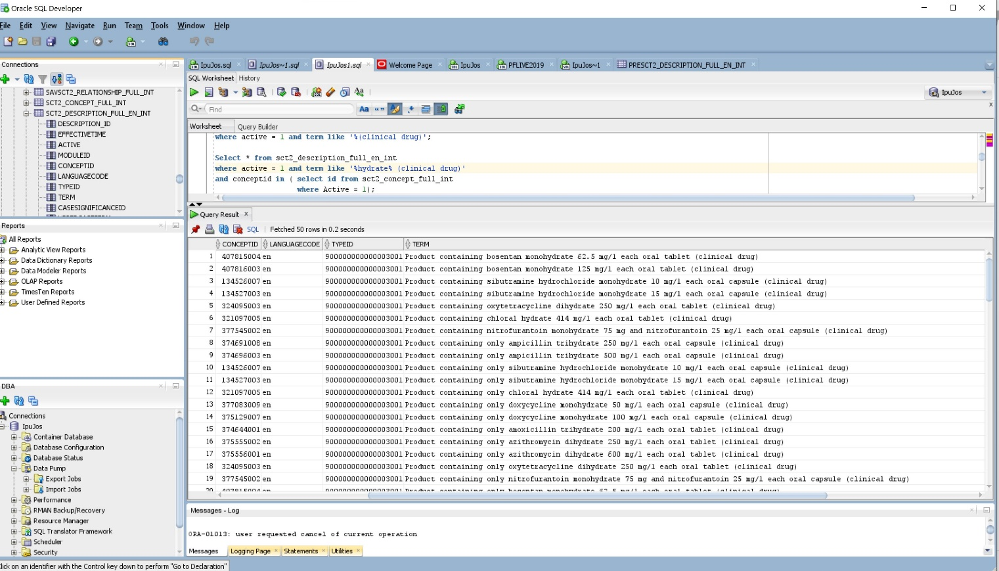 Oracle SQL Developer
File Edit View Navigate Run Team Tools Window Help
Connections
SAVSCT2_RELATIONSHIP_FULL_INT
SCT2_CONCEPT_FULL_INT
SCT2_DESCRIPTION_FULL_EN_INT
DESCRIPTION_ID
EFFECTIVETIME
ACTIVE
MODULEID
CONCEPTID
LANGUAGECODE
TYPEID
TERM
CASESIGNIFICANCEID
Reports
All Reports
Analytic View Reports
Data Dictionary Reports
Data Modeler Reports
OLAP Reports
TimesTen Reports
User Defined Reports
DBA
Connections
IpuJos
Container Database
Database Configuration
Database Status
Data Pump
Export Jobs
Import Jobs
Performance
RMAN Backup/Recovery
Resource Manager
SQL Translator Framework
Scheduler
Security
IpuJos.sql IpuJos~1.sql IpuJos1.sql Welcome Page IpuJos PFLIVE2019 IpuJos~1 PRESCT2_DESCRIPTION_FULL_EN_INT
SQL Worksheet History
IpuJos
Find Aa “”
Worksheet Query Builder
where active = 1 and term like '%(clinical drug)';
Select * from sct2_description_full_en_int
where active = 1 and term like '%hydrate% (clinical drug)'
and conceptid in ( select id from sct2_concept_full_int
where Active = 1);
Query Result
SQL | Fetched 50 rows in 0.2 seconds
CONCEPTID LANGUAGECODE TYPEID TERM
1 407815004 en 900000000000003001 Product containing bosentan monohydrate 62.5 mg/1 each oral tablet (clinical drug)
2 407816003 en 900000000000003001 Product containing bosentan monohydrate 125 mg/1 each oral tablet (clinical drug)
3 134526007 en 900000000000003001 Product containing sibutramine hydrochloride monohydrate 10 mg/1 each oral capsule (clinical drug)
4 134527003 en 900000000000003001 Product containing sibutramine hydrochloride monohydrate 15 mg/1 each oral capsule (clinical drug)
5 324095003 en 900000000000003001 Product containing oxytetracycline dihydrate 250 mg/1 each oral tablet (clinical drug)
6 321097005 en 900000000000003001 Product containing chloral hydrate 414 mg/1 each oral tablet (clinical drug)
7 377545002 en 900000000000003001 Product containing nitrofurantoin monohydrate 75 mg and nitrofurantoin 25 mg/1 each oral capsule (clinical drug)
8 374691008 en 900000000000003001 Product containing only ampicillin trihydrate 250 mg/1 each oral capsule (clinical drug)
9 374696003 en 900000000000003001 Product containing only ampicillin trihydrate 500 mg/1 each oral capsule (clinical drug)
10 134526007 en 900000000000003001 Product containing only sibutramine hydrochloride monohydrate 10 mg/1 each oral capsule (clinical drug)
11 134527003 en 900000000000003001 Product containing only sibutramine hydrochloride monohydrate 15 mg/1 each oral capsule (clinical drug)
12 321097005 en 900000000000003001 Product containing only chloral hydrate 414 mg/1 each oral tablet (clinical drug)
13 377083009 en 900000000000003001 Product containing only doxycycline monohydrate 50 mg/1 each oral capsule (clinical drug)
14 375129007 en 900000000000003001 Product containing only doxycycline monohydrate 100 mg/1 each oral capsule (clinical drug)
15 374644001 en 900000000000003001 Product containing only amoxicillin trihydrate 200 mg/1 each oral tablet (clinical drug)
16 375555002 en 900000000000003001 Product containing only azithromycin dihydrate 250 mg/1 each oral tablet (clinical drug)
17 375556001 en 900000000000003001 Product containing only azithromycin dihydrate 600 mg/1 each oral tablet (clinical drug)
18 324095003 en 900000000000003001 Product containing only oxytetracycline dihydrate 250 mg/1 each oral tablet (clinical drug)
19 377545002 en 900000000000003001 Product containing only nitrofurantoin monohydrate 75 mg and nitrofurantoin 25 mg/1 each oral capsule (clinical drug)
20 407815004 en 900000000000003001 Product containing only bosentan monohydrate 62.5 mg/1 each oral tablet (clinical drug)
Messages - Log
ORA-01013: user requested cancel of current operation
Messages Logging Page Statements Utilities
Click on an identifier with the Control key down to perform "Go to Declaration"